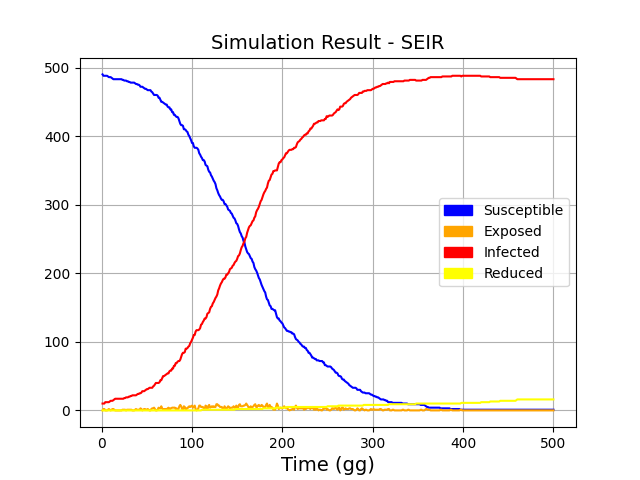 Simulation Result - SEIR
500
400
300
200
100
0
Susceptible
Exposed
Infected
Reduced
0 100 200 300 400 500
Time (gg)